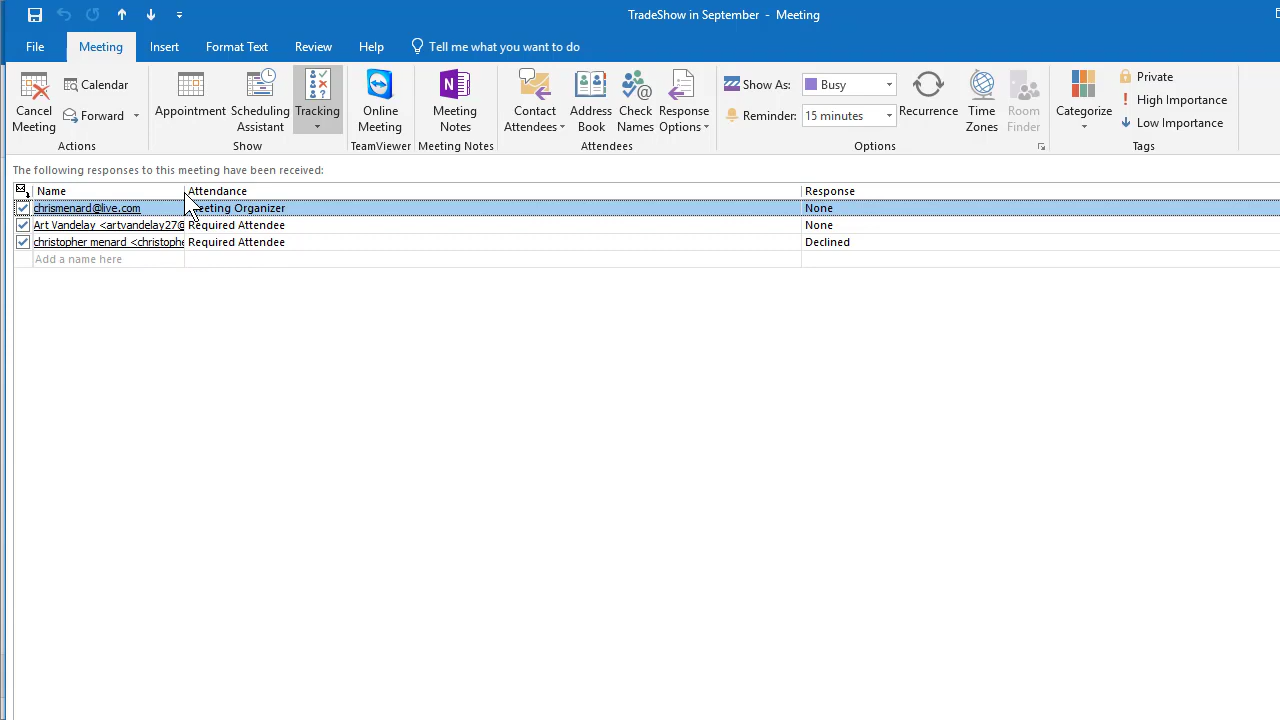 TradeShow in September - Meeting
File Meeting Insert Format Text Review Help Tell me what you want to do
Cancel Meeting
Calendar
Forward
Actions
Appointment
Scheduling Assistant
Tracking
Show
Online Meeting
TeamViewer
Meeting Notes
Meeting Notes
Contact Attendees
Address Book
Check Names
Response Options
Attendees
Show As: Busy
Reminder: 15 minutes
Recurrence
Time Zones
Room Finder
Options
Categorize
Private
High Importance
Low Importance
Tags
The following responses to this meeting have been received:
Name Attendance Response
chrismenard@live.com Organizer None
Art Vandelay <artvandelay27@ Required Attendee None
christopher menard <christophe Required Attendee Declined
Add a name here